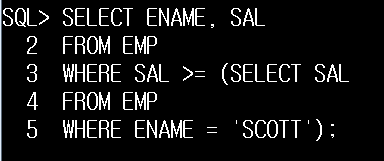 SQL> SELECT ENAME, SAL
2 FROM EMP
3 WHERE SAL >= (SELECT SAL
4 FROM EMP
5 WHERE ENAME = 'SCOTT');